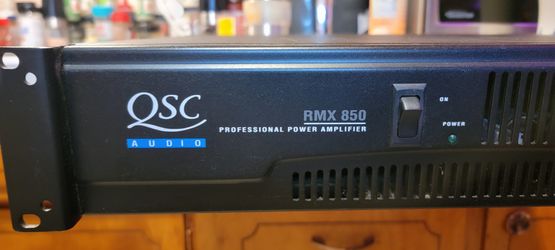 QSC
AUDIO
RMX 850
PROFESSIONAL POWER AMPLIFIER
ON
POWER